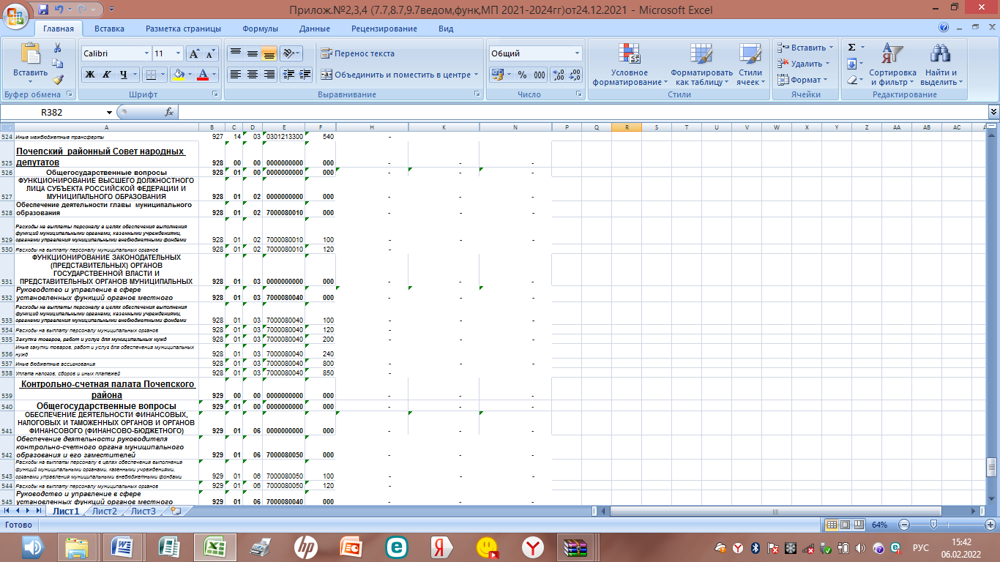 Прилож.№2,3,4 (7.7,8.7,9.7ведом,функ,МП 2021-2024гг)от24.12.2021 - Microsoft Excel
Главная Вставка Разметка страницы Формулы Данные Рецензирование Вид
Calibri 11 Перенос текста Общий Вставить Σ
Вставить Ж К Ч Объединить и поместить в центре % 000 Условное форматирование Форматировать как таблицу Стили ячеек Удалить Формат Сортировка и фильтр Найти и выделить
Буфер обмена Шрифт Выравнивание Число Стили Ячейки Редактирование
R382 fx
A B C D E F H K N P Q R S T U V W X Y Z AA AB AC
524 Иные межбюджетные трансферты 927 14 03 0301213300 540 -
Почепский районный Совет народных
525 депутатов 928 00 00 0000000000 000 - - -
526 Общегосударственные вопросы 928 01 00 0000000000 000 - - -
ФУНКЦИОНИРОВАНИЕ ВЫСШЕГО ДОЛЖНОСТНОГО
ЛИЦА СУБЪЕКТА РОССИЙСКОЙ ФЕДЕРАЦИИ И
527 МУНИЦИПАЛЬНОГО ОБРАЗОВАНИЯ 928 01 02 0000000000 000 - - -
Обеспечение деятельности главы муниципального
528 образования 928 01 02 7000080010 000 - - -
Расходы на выплаты персоналу в целях обеспечения выполнения
функций муниципальными органами, казенными учреждениями,
529 органами управления муниципальными внебюджетными фондами 928 01 02 7000080010 100 - - -
530 Расходы на выплату персоналу муниципальных органов 928 01 02 7000080010 120 -
ФУНКЦИОНИРОВАНИЕ ЗАКОНОДАТЕЛЬНЫХ
(ПРЕДСТАВИТЕЛЬНЫХ) ОРГАНОВ
ГОСУДАРСТВЕННОЙ ВЛАСТИ И
531 ПРЕДСТАВИТЕЛЬНЫХ ОРГАНОВ МУНИЦИПАЛЬНЫХ 928 01 03 0000000000 000 - - -
Руководство и управление в сфере
532 установленных функций органов местного 928 01 03 7000080040 000 - - -
Расходы на выплаты персоналу в целях обеспечения выполнения
функций муниципальными органами, казенными учреждениями,
533 органами управления муниципальными внебюджетными фондами 928 01 03 7000080040 100 - - -
534 Расходы на выплату персоналу муниципальных органов 928 01 03 7000080040 120 -
535 Закупка товаров, работ и услуг для муниципальных нужд 928 01 03 7000080040 200 - - -
Иные закупки товаров, работ и услуг для обеспечения муниципальных
536 нужд 928 01 03 7000080040 240 -
537 Иные бюджетные ассигнования 928 01 03 7000080040 800 - - -
538 Уплата налогов, сборов и иных платежей 928 01 03 7000080040 850 -
Контрольно-счетная палата Почепского
539 района 929 00 00 0000000000 000 - - -
540 Общегосударственные вопросы 929 01 00 0000000000 000 - - -
ОБЕСПЕЧЕНИЕ ДЕЯТЕЛЬНОСТИ ФИНАНСОВЫХ,
НАЛОГОВЫХ И ТАМОЖЕННЫХ ОРГАНОВ И ОРГАНОВ
541 ФИНАНСОВОГО (ФИНАНСОВО-БЮДЖЕТНОГО) 929 01 06 0000000000 000 - - -
Обеспечение деятельности руководителя
контрольно-счетного органа муниципального
542 образования и его заместителей 929 01 06 7000080050 000 - - -
Расходы на выплаты персоналу в целях обеспечения выполнения
функций муниципальными органами, казенными учреждениями,
543 органами управления муниципальными внебюджетными фондами 929 01 06 7000080050 100 - - -
544 Расходы на выплату персоналу муниципальных органов 929 01 06 7000080050 120 -
Руководство и управление в сфере
545 установленных функций органов местного 929 01 06 7000080040 000 - - -
Лист1 Лист2 Лист3
Готово 64%
РУС 15:42
06.02.2022